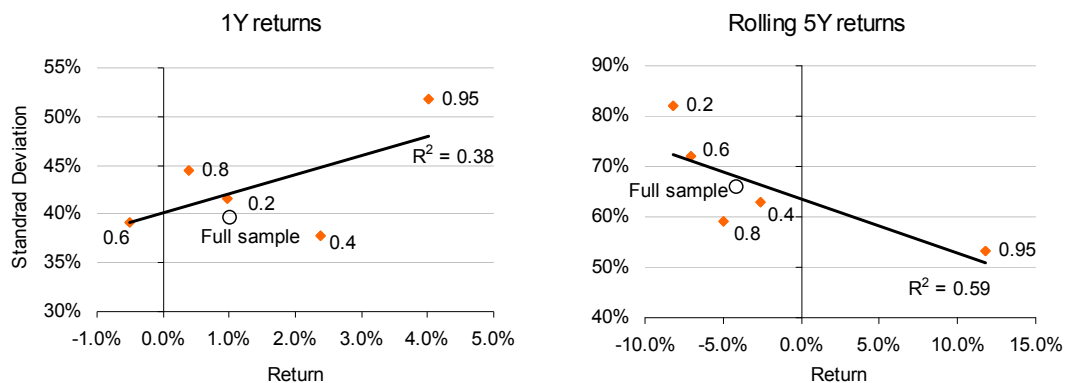 1Y returns
55%
50%
45%
40%
35%
30%
Standrad Deviation
0.95
R² = 0.38
0.8
0.2
0.6
Full sample
0.4
-1.0% 0.0% 1.0% 2.0% 3.0% 4.0% 5.0%
Return
Rolling 5Y returns
90%
80%
70%
60%
50%
40%
0.2
0.6
Full sample
0.4
0.8
0.95
R² = 0.59
-10.0% -5.0% 0.0% 5.0% 10.0% 15.0%
Return